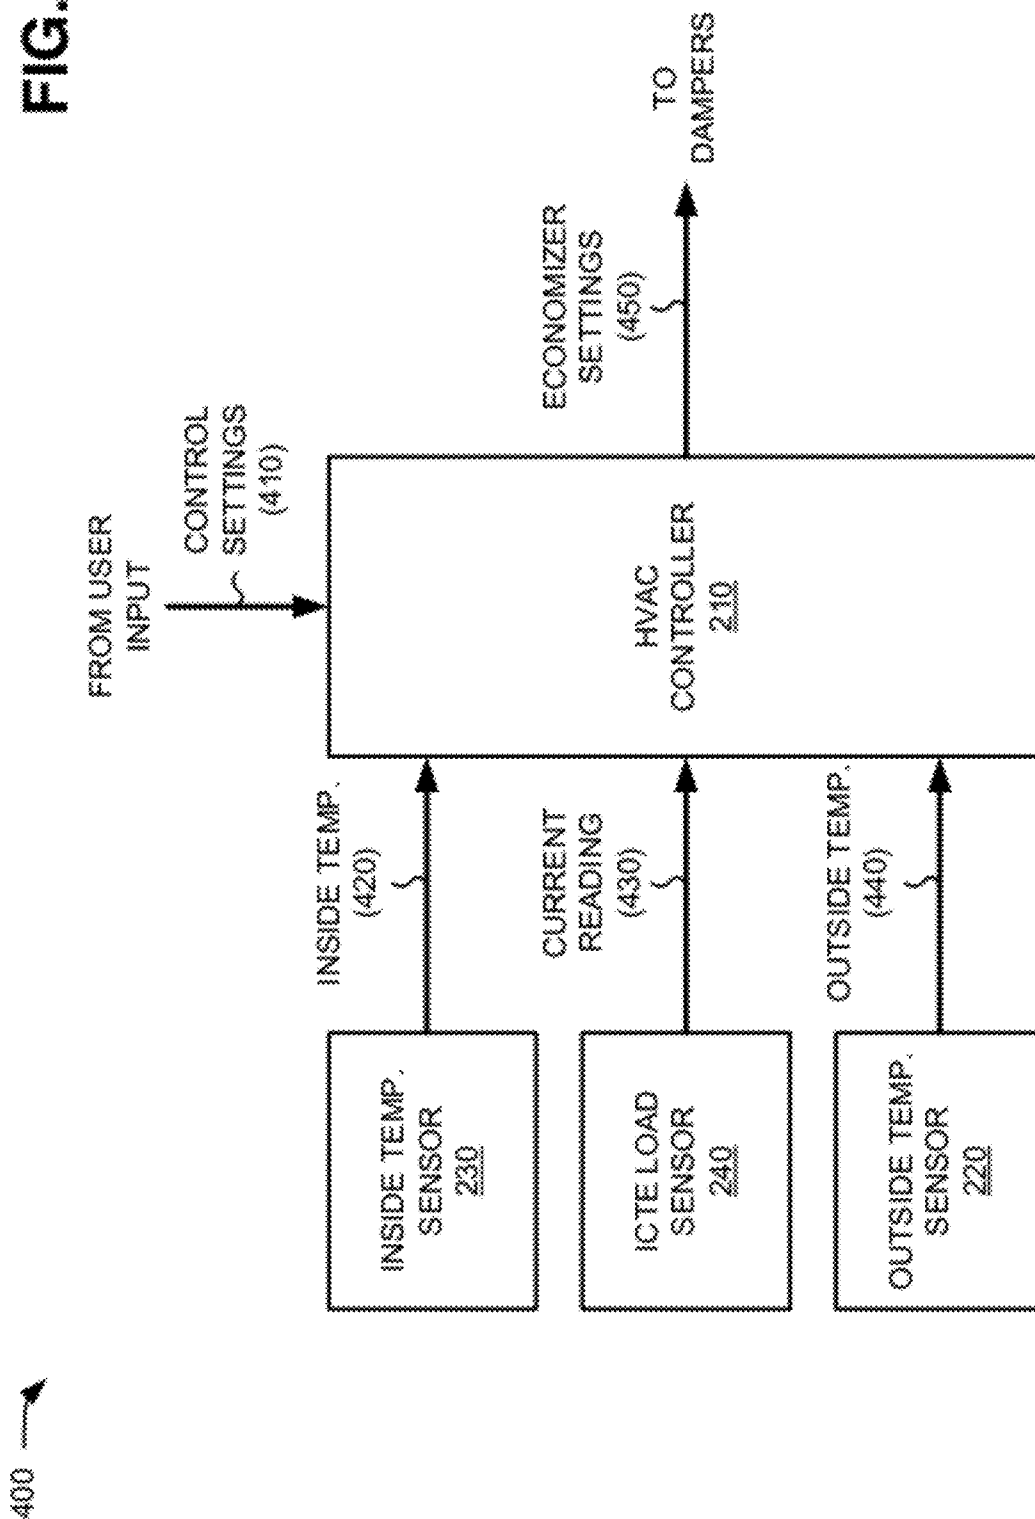 400
FIG.
FROM USER
INPUT
CONTROL
SETTINGS
(410)
INSIDE TEMP.
SENSOR
230
INSIDE TEMP.
(420)
ICTE LOAD
SENSOR
240
CURRENT
READING
(430)
OUTSIDE TEMP.
SENSOR
220
OUTSIDE TEMP.
(440)
HVAC
CONTROLLER
210
ECONOMIZER
SETTINGS
(450)
TO
DAMPERS